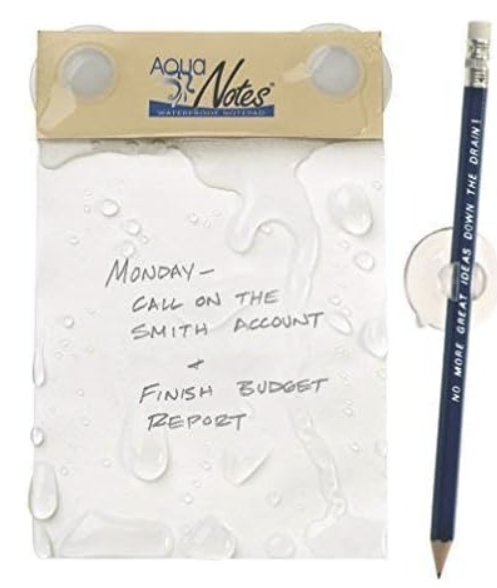 Aqua
Notes®
WATERPROOF NOTEPAD
MONDAY—
CALL ON THE
SMITH ACCOUNT
+
FINISH BUDGET
REPORT
NO MORE GREAT IDEAS DOWN THE DRAIN!